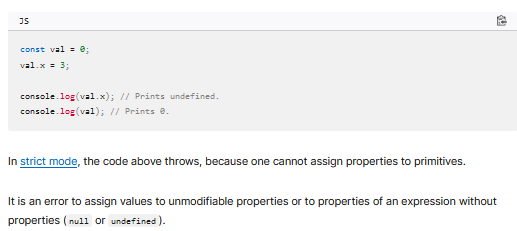 JS
const val = 0;
val.x = 3;
console.log(val.x); // Prints undefined.
console.log(val); // Prints 0.
In strict mode, the code above throws, because one cannot assign properties to primitives.
It is an error to assign values to unmodifiable properties or to properties of an expression without
properties (null or undefined).